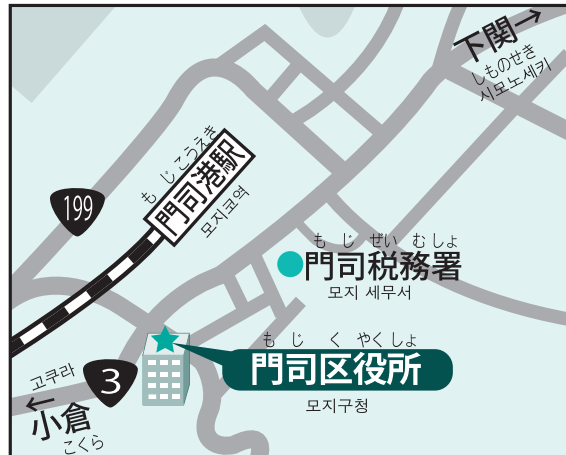 下関→
しものせき
시모노세키
もじこうえき
門司港駅
모지코역
199
もじぜいむしょ
門司税務署
모지 세무서
もじくやくしょ
門司区役所
모지구청
3
고쿠라
←
小倉
こくら